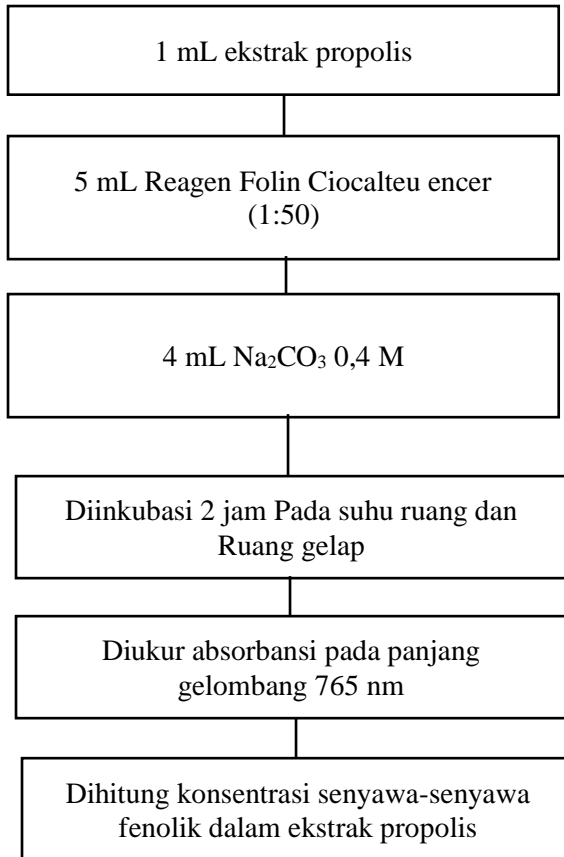 1 mL ekstrak propolis
5 mL Reagen Folin Ciocalteu encer
(1:50)
4 mL Na₂CO₃ 0,4 M
Diinkubasi 2 jam Pada suhu ruang dan
Ruang gelap
Diukur absorbansi pada panjang
gelombang 765 nm
Dihitung konsentrasi senyawa-senyawa
fenolik dalam ekstrak propolis